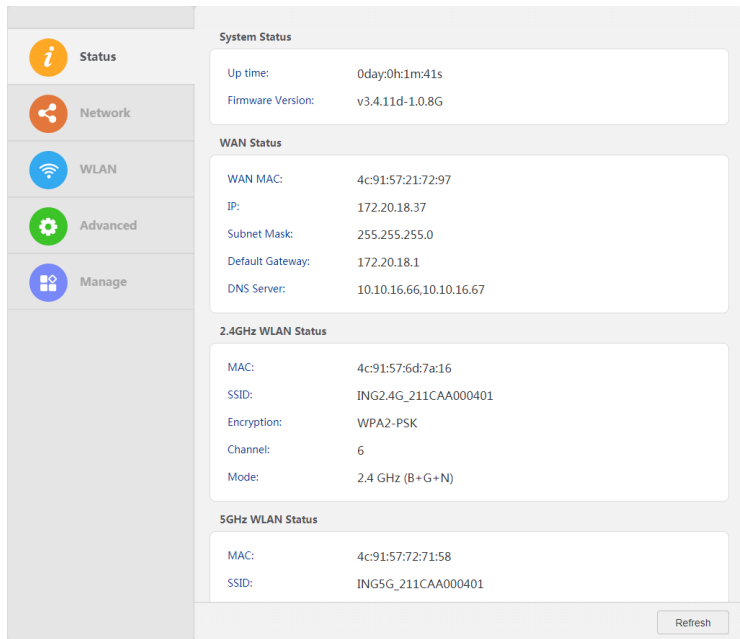 Status
Network
WLAN
Advanced
Manage
System Status
Up time: 0day:0h:1m:41s
Firmware Version: v3.4.11d-1.0.8G
WAN Status
WAN MAC: 4c:91:57:21:72:97
IP: 172.20.18.37
Subnet Mask: 255.255.255.0
Default Gateway: 172.20.18.1
DNS Server: 10.10.16.66,10.10.16.67
2.4GHz WLAN Status
MAC: 4c:91:57:6d:7a:16
SSID: ING2.4G_211CAA000401
Encryption: WPA2-PSK
Channel: 6
Mode: 2.4 GHz (B+G+N)
5GHz WLAN Status
MAC: 4c:91:57:72:71:58
SSID: ING5G_211CAA000401
Refresh